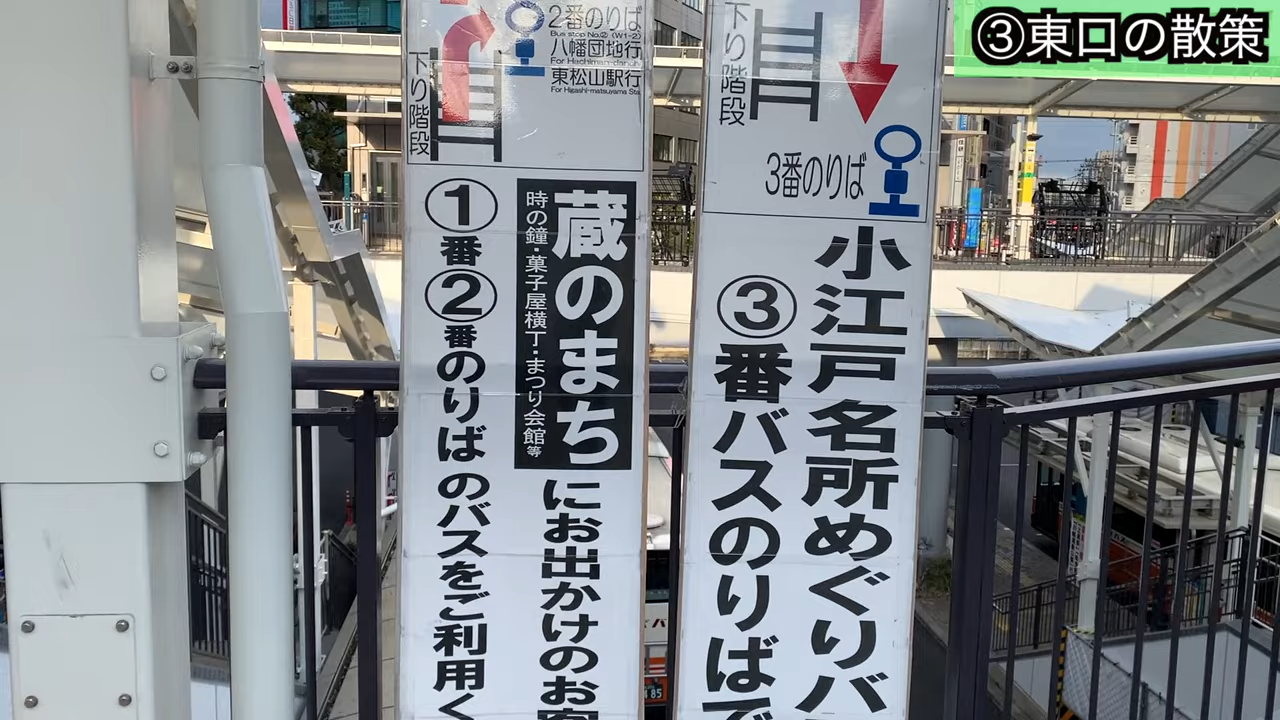 ③東口の散策
2番のりば
Bus stop No.② (W1-2)
八幡団地行
For Hachiman-danch
東松山駅行
For Higashi-matsuyama Sta
下り階段
蔵のまち
時の鐘・菓子屋横丁・まつり会館等
にお出かけのお客
①番②番のりばのバスをご利用く
下り階段
3番のりば
小江戸名所めぐりバ
③番バスのりばで